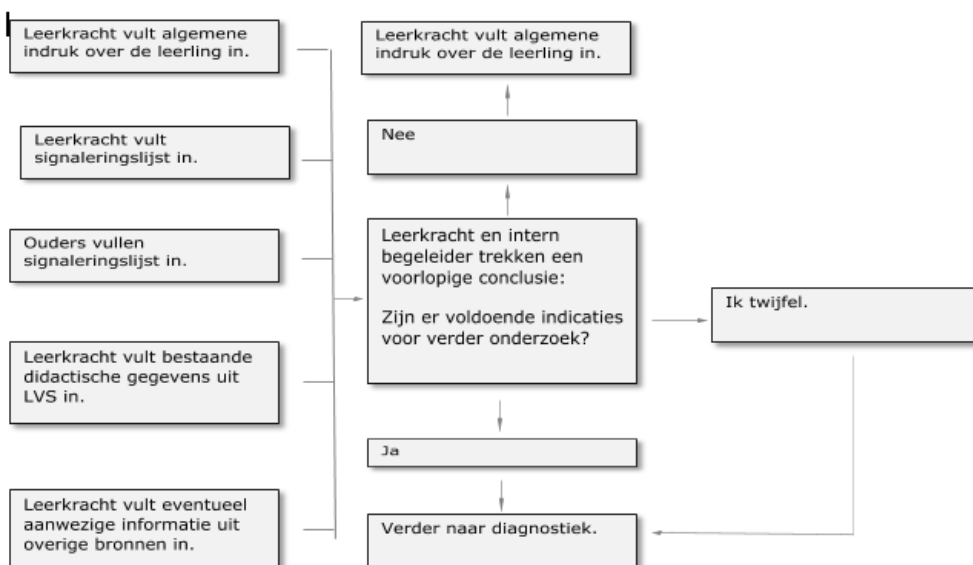 Leerkracht vult algemene
indruk over de leerling in.
Leerkracht vult
signaleringslijst in.
Ouders vullen
signaleringslijst in.
Leerkracht vult bestaande
didactische gegevens uit
LVS in.
Leerkracht vult eventueel
aanwezige informatie uit
overige bronnen in.
Leerkracht vult algemene
indruk over de leerling in.
Nee
Leerkracht en intern
begeleider trekken een
voorlopige conclusie:
Zijn er voldoende indicaties
voor verder onderzoek?
Ja
Verder naar diagnostiek.
Ik twijfel.